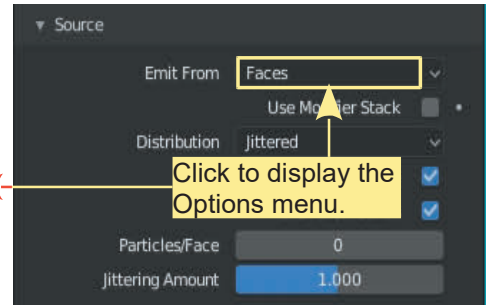 Source
Emit From Faces
Use Mo ier Stack
Distribution Jittered
Click to display the
Options menu.
Particles/Face 0
Jittering Amount 1.000